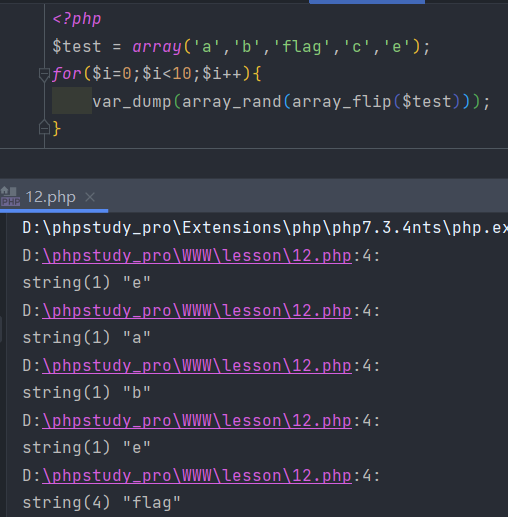 <?php
$test = array('a','b','flag','c','e');
for($i=0;$i<10;$i++){
    var_dump(array_rand(array_flip($test)));
}
PHP 12.php ×
D:\phpstudy_pro\Extensions\php\php7.3.4nts\php.ex
D:\phpstudy_pro\WWW\lesson\12.php:4:
string(1) "e"
D:\phpstudy_pro\WWW\lesson\12.php:4:
string(1) "a"
D:\phpstudy_pro\WWW\lesson\12.php:4:
string(1) "b"
D:\phpstudy_pro\WWW\lesson\12.php:4:
string(1) "e"
D:\phpstudy_pro\WWW\lesson\12.php:4:
string(4) "flag"